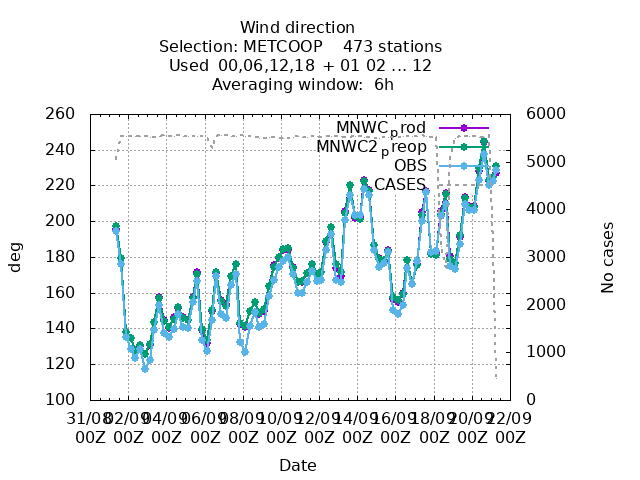 Wind direction
Selection: METCOOP    473 stations
Used  00,06,12,18 + 01 02 ... 12
Averaging window:  6h
260 6000
MNWC_prod
240
MNWC2_preop
OBS 5000
220 CASES
200 4000
180 3000
160 2000
140
120 1000
100 0
deg
No cases
31/08 02/09 04/09 06/09 08/09 10/09 12/09 14/09 16/09 18/09 20/09 22/09
00Z 00Z 00Z 00Z 00Z 00Z 00Z 00Z 00Z 00Z 00Z 00Z
Date